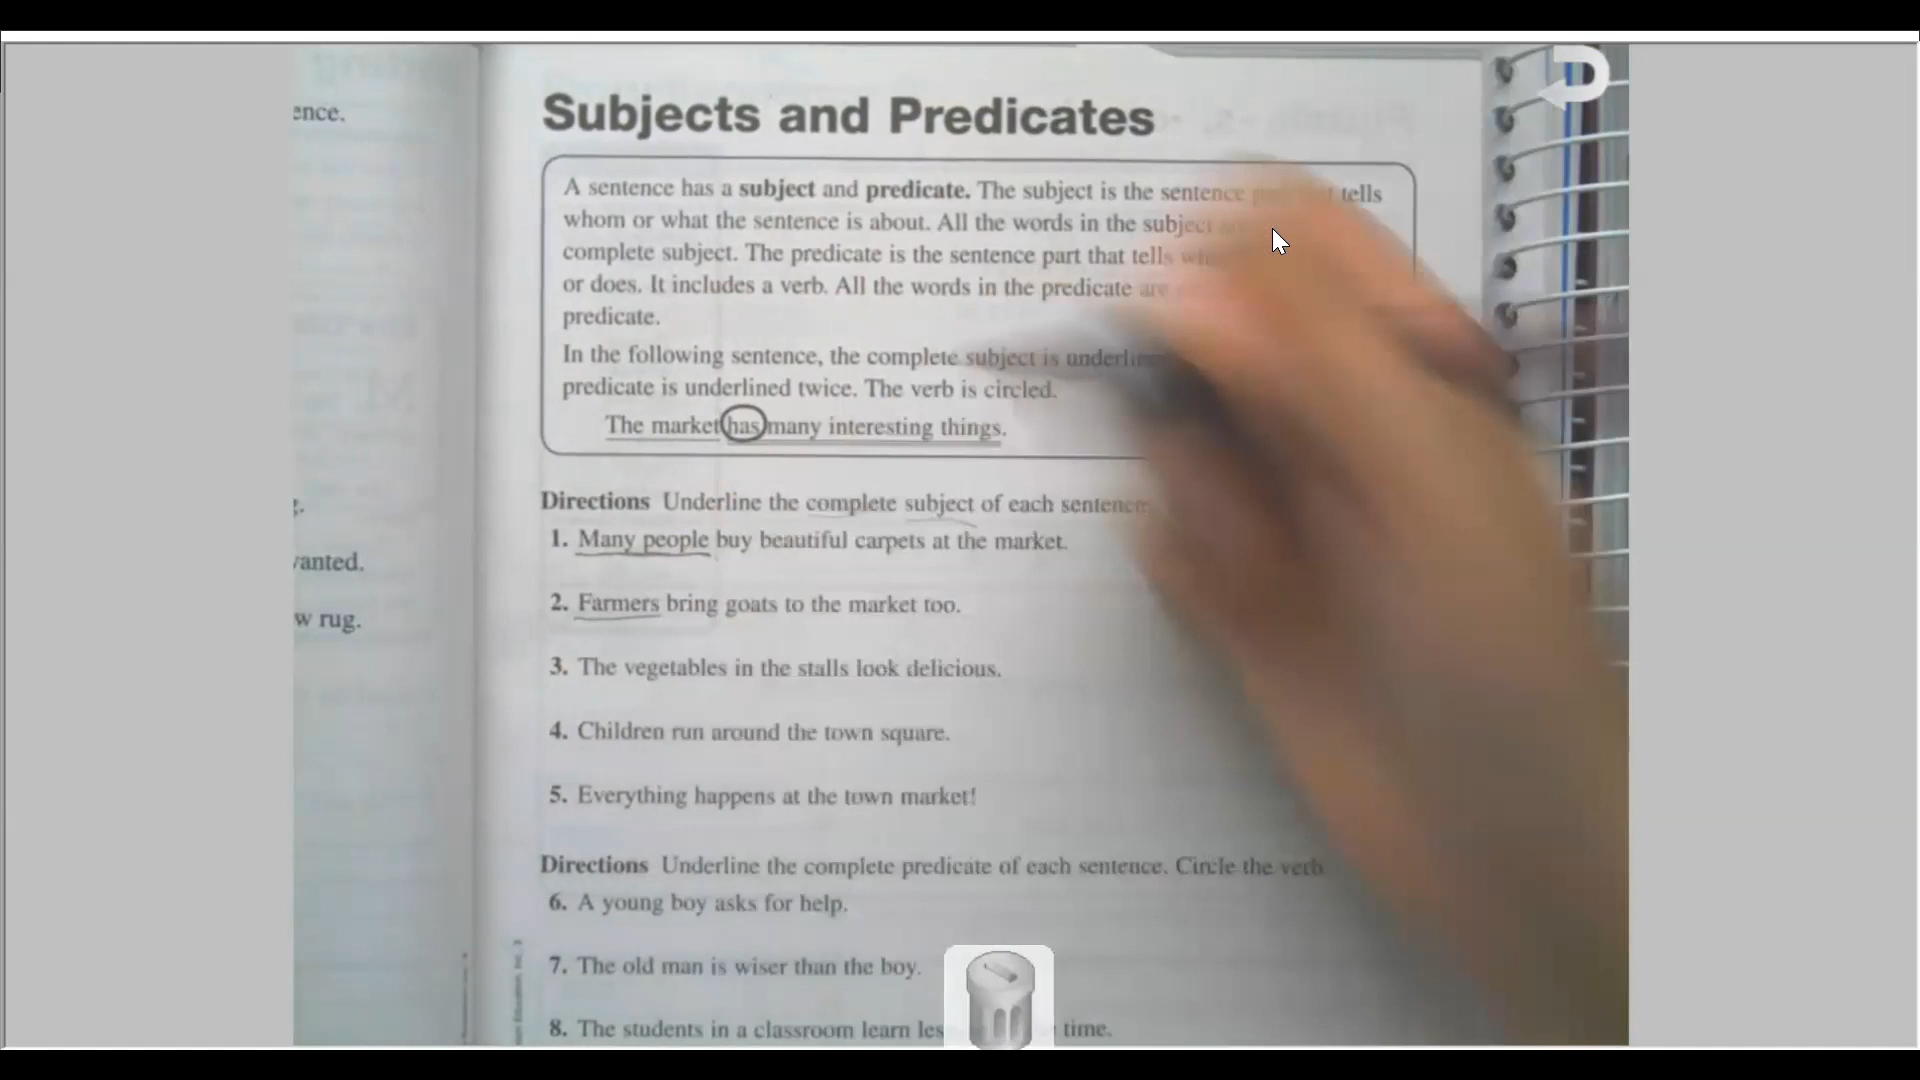 ence.
Subjects and Predicates
A sentence has a subject and predicate. The subject is the sentence tells
whom or what the sentence is about. All the words in the subject
complete subject. The predicate is the sentence part that tells
or does. It includes a verb. All the words in the predicate are
predicate.
In the following sentence, the complete subject is
predicate is underlined twice. The verb is circled.
The market has many interesting things.
Directions Underline the complete subject of each sentence
1. Many people buy beautiful carpets at the market.
2. Farmers bring goats to the market too.
wanted.
w rug.
3. The vegetables in the stalls look delicious.
4. Children run around the town square.
5. Everything happens at the town market!
Directions Underline the complete predicate of each sentence. Circle the verb
6. A young boy asks for help.
7. The old man is wiser than the boy.
8. The students in a classroom learn time.